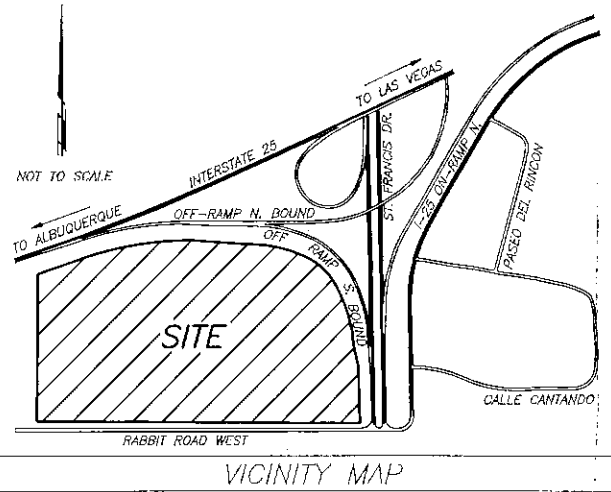 TO LAS VEGAS
ST. FRANCIS DR.
INTERSTATE 25
NOT TO SCALE
I-25 ON-RAMP N.
PASEO DEL RINCON
TO ALBUQUERQUE
OFF-RAMP N. BOUND
OFF RAMP S. BOUND
SITE
CALLE CANTANDO
RABBIT ROAD WEST
VICINITY MAP